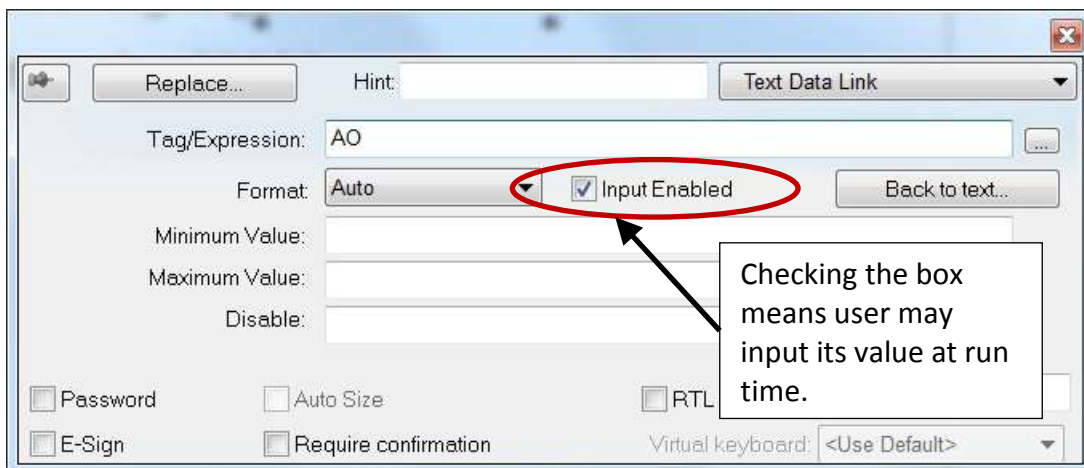 Replace... Hint: Text Data Link
Tag/Expression: AO ...
Format: Auto Input Enabled Back to text...
Minimum Value:
Maximum Value:
Disable:
Checking the box
means user may
input its value at run
time.
Password Auto Size RTL
E-Sign Require confirmation Virtual keyboard: <Use Default>